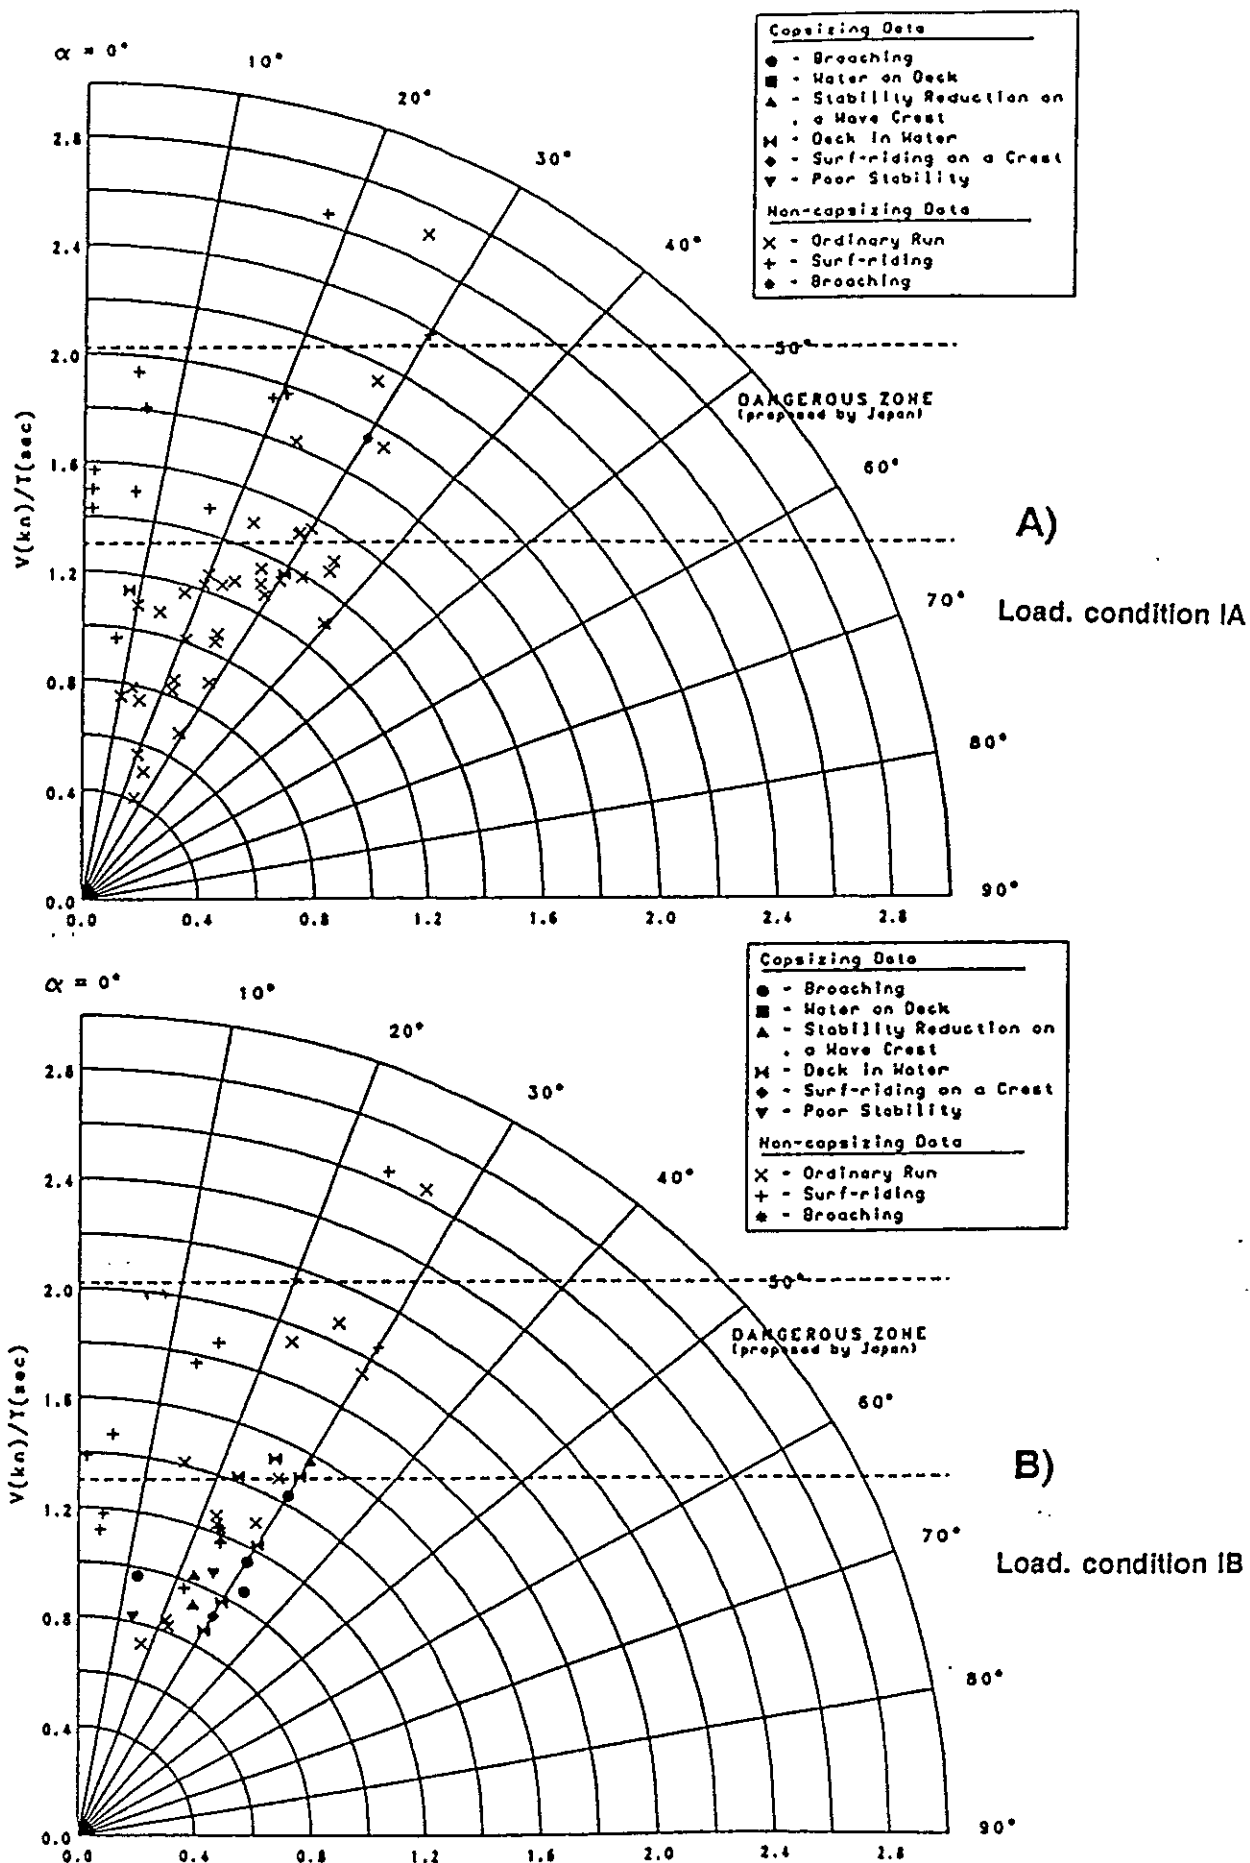 α = 0°
10°
20°
30°
40°
50°
60°
70°
80°
90°
Capsizing Data
● - Broaching
■ - Water on Deck
▲ - Stability Reduction on
a Wave Crest
⋈ - Deck in Water
◆ - Surf-riding on a Crest
▼ - Poor Stability
Non-capsizing Data
× - Ordinary Run
+ - Surf-riding
* - Broaching
V(kn)/T(sec)
2.8
2.4
2.0
1.6
1.2
0.8
0.4
0.0
0.0 0.4 0.8 1.2 1.6 2.0 2.4 2.8
DANGEROUS ZONE
(proposed by Japan)
A)
Load. condition IA
α = 0°
10°
20°
30°
40°
50°
60°
70°
80°
90°
Capsizing Data
● - Broaching
■ - Water on Deck
▲ - Stability Reduction on
a Wave Crest
⋈ - Deck in Water
◆ - Surf-riding on a Crest
▼ - Poor Stability
Non-capsizing Data
× - Ordinary Run
+ - Surf-riding
* - Broaching
V(kn)/T(sec)
2.8
2.4
2.0
1.6
1.2
0.8
0.4
0.0
0.0 0.4 0.8 1.2 1.6 2.0 2.4 2.8
DANGEROUS ZONE
(proposed by Japan)
B)
Load. condition IB